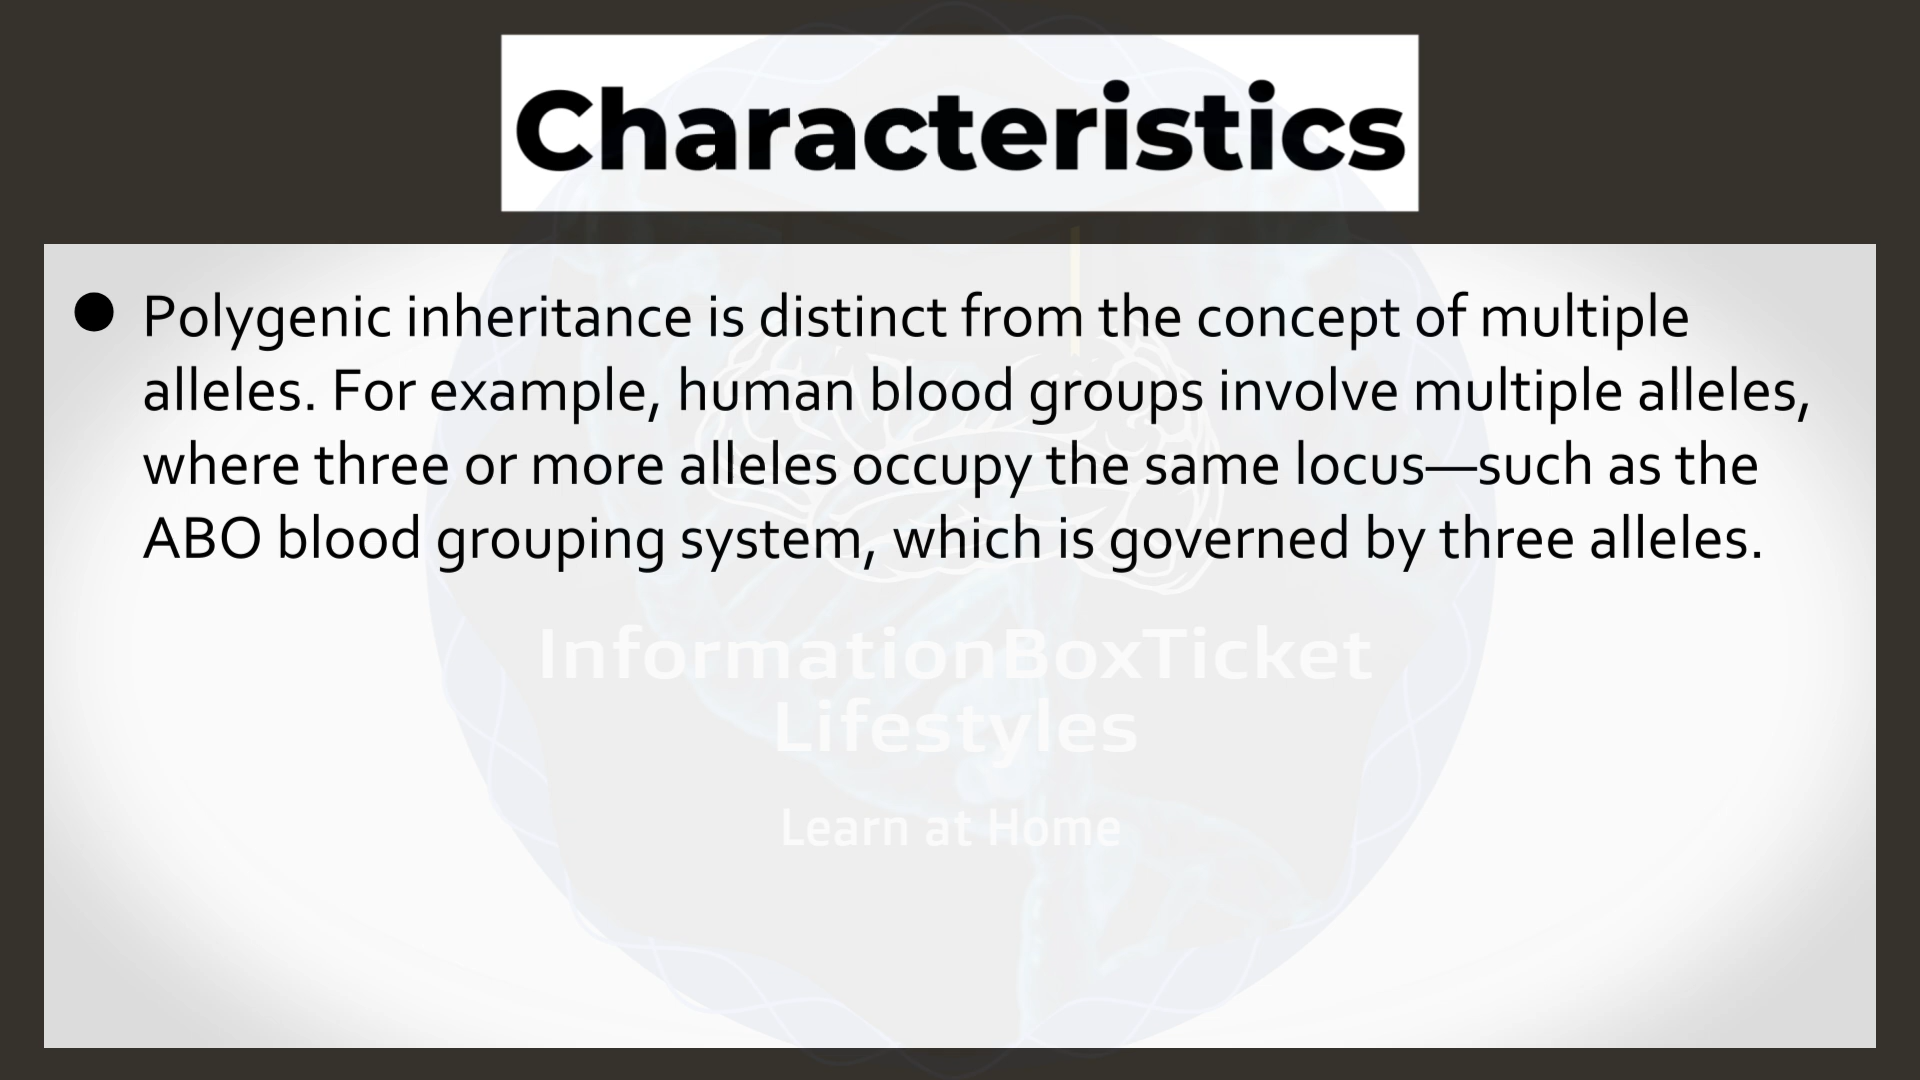 Characteristics
● Polygenic inheritance is distinct from the concept of multiple
alleles. For example, human blood groups involve multiple alleles,
where three or more alleles occupy the same locus—such as the
ABO blood grouping system, which is governed by three alleles.
InformationBoxTicket
Lifestyles
Learn at Home